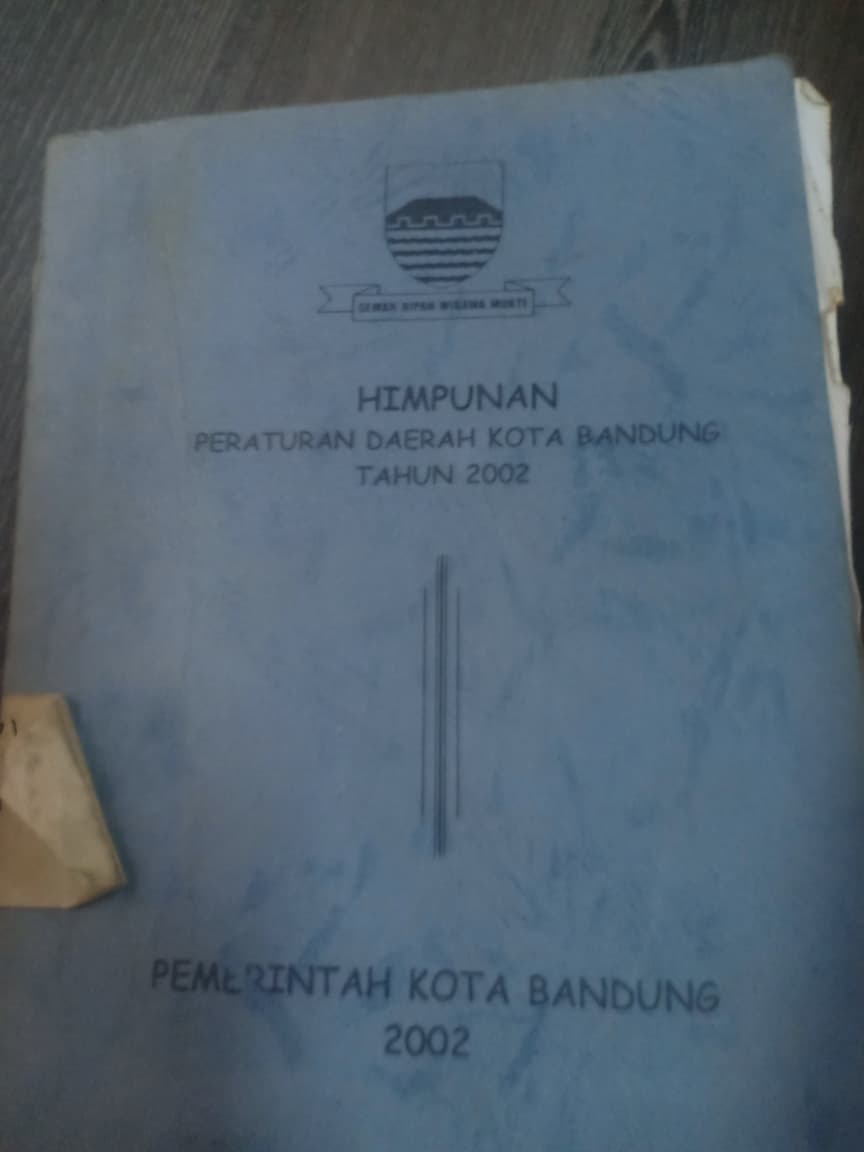 GEMAH RIPAH WIBAWA MUKTI
HIMPUNAN
PERATURAN DAERAH KOTA BANDUNG
TAHUN 2002
PEMERINTAH KOTA BANDUNG
2002